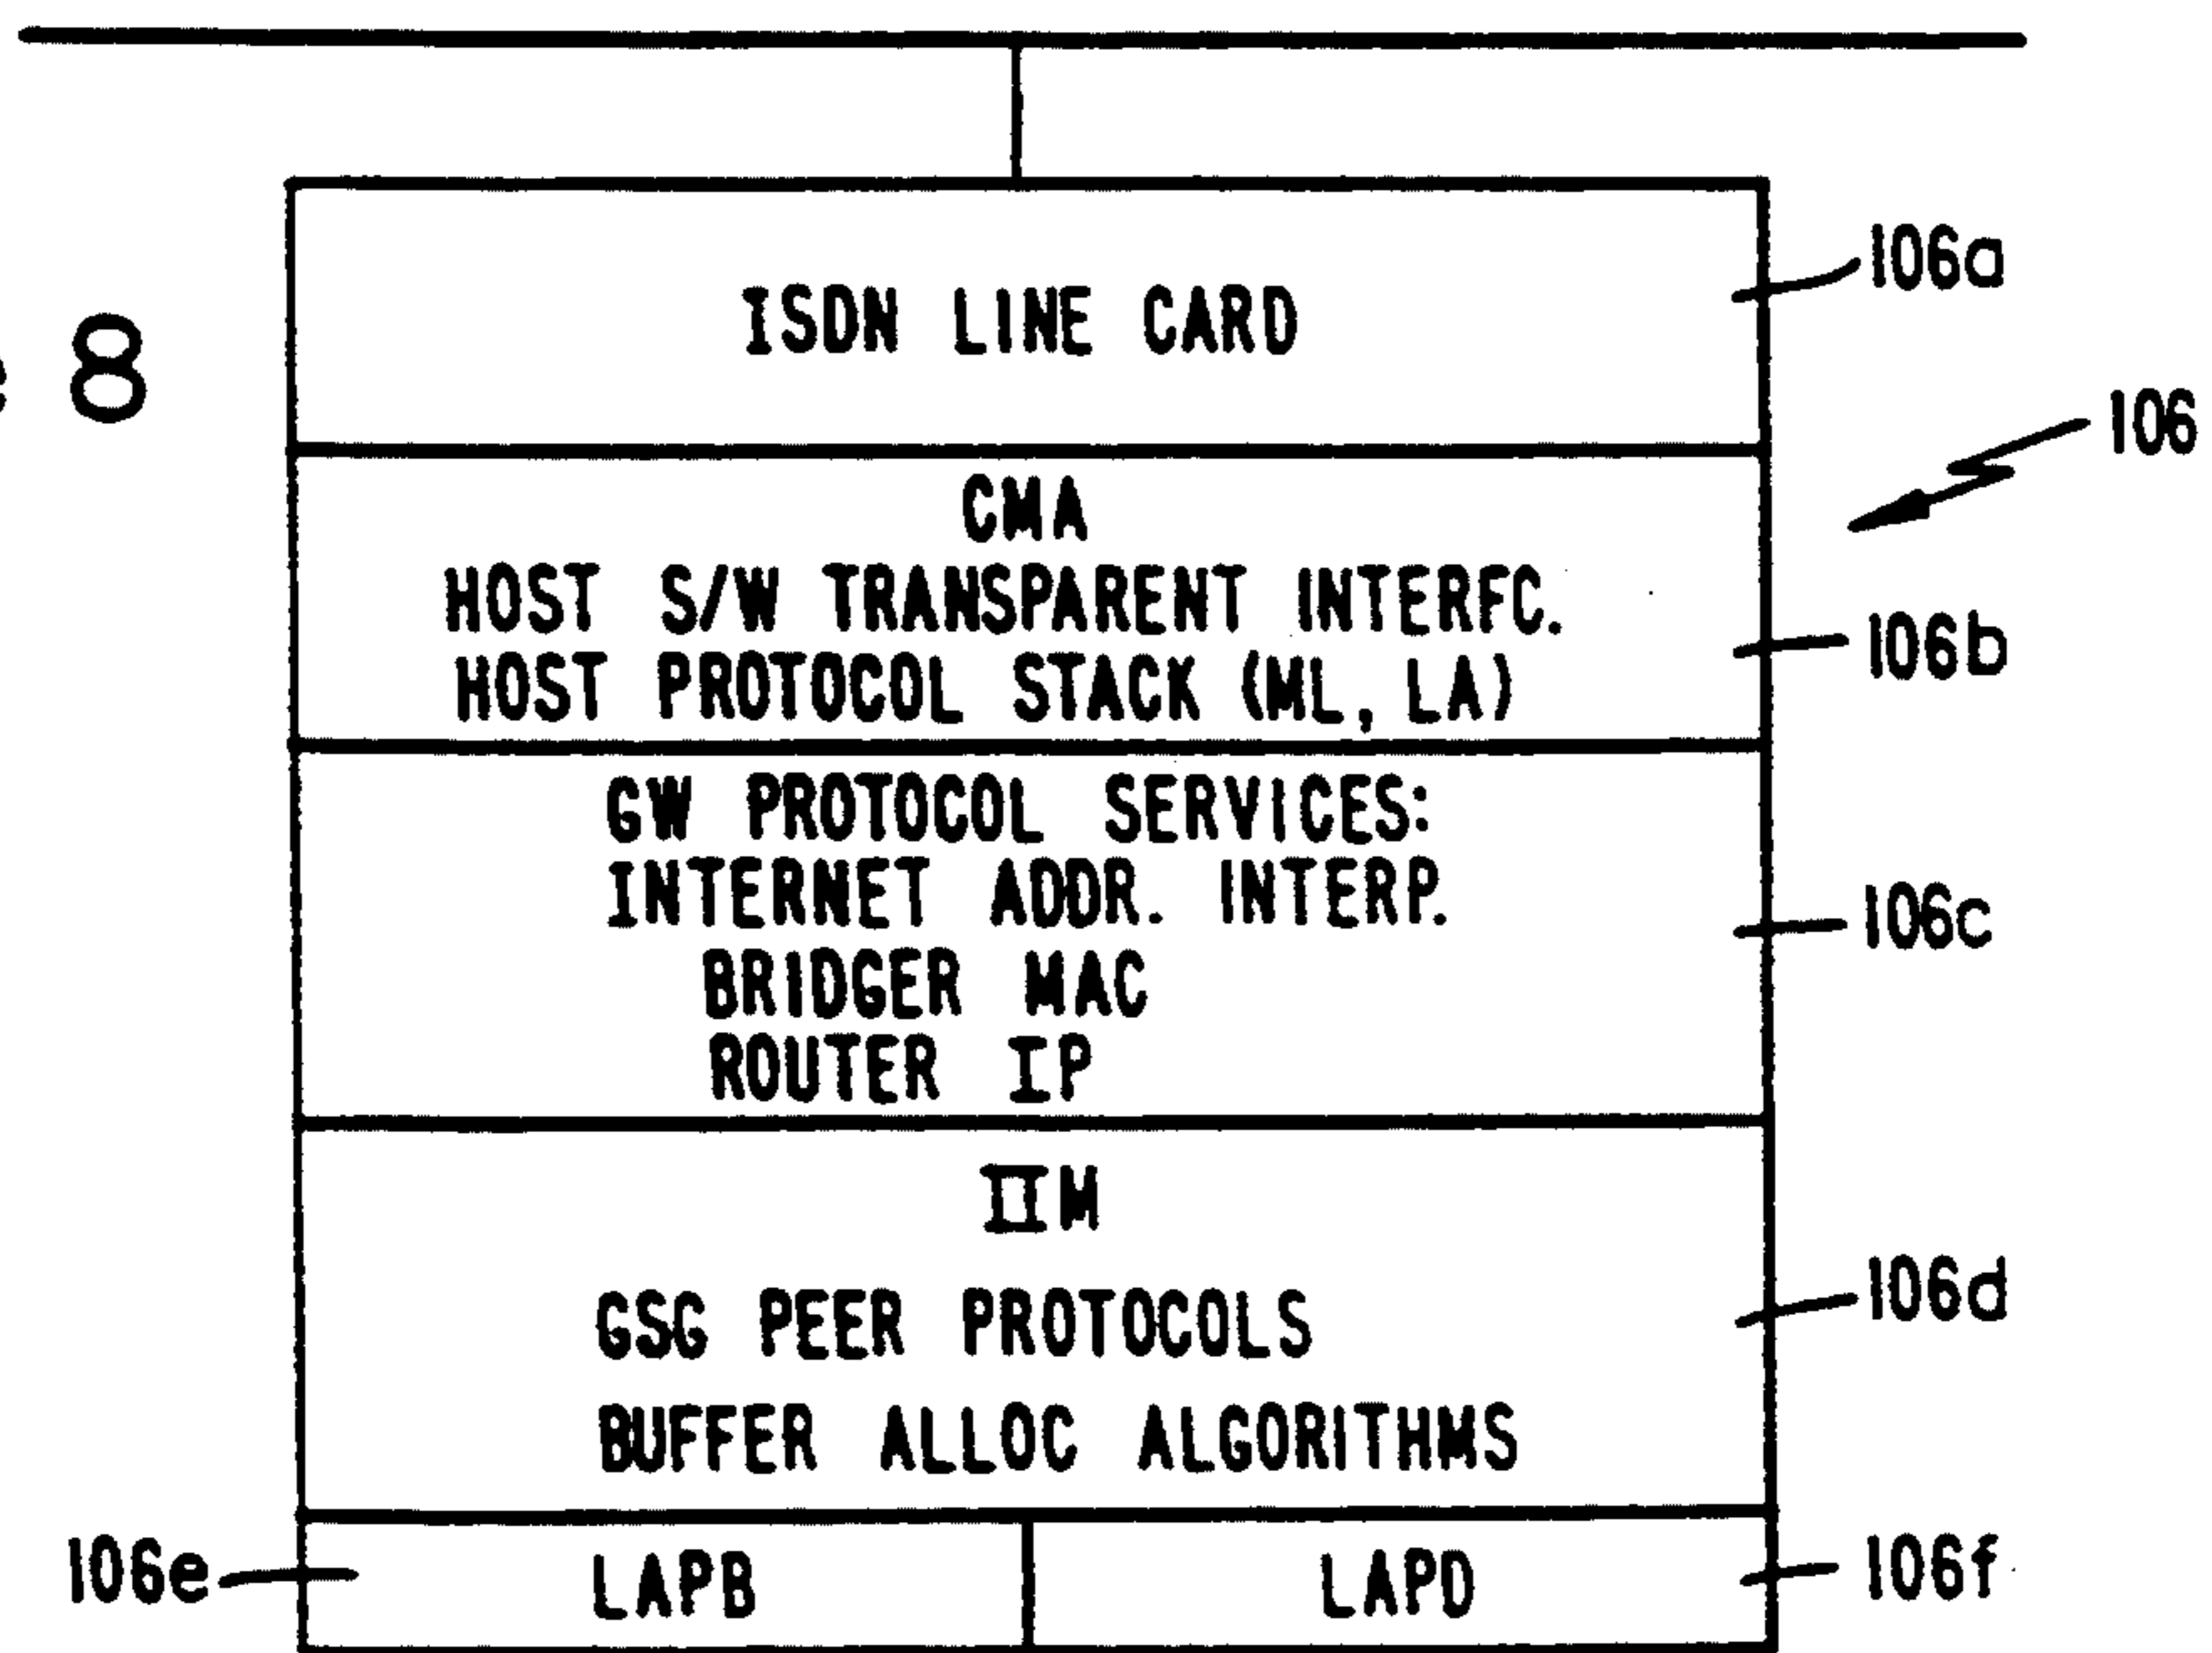 8
ISDN LINE CARD
106a
106
CMA
HOST S/W TRANSPARENT INTERFC.
HOST PROTOCOL STACK (ML, LA)
106b
GW PROTOCOL SERVICES:
INTERNET ADDR. INTERP.
BRIDGER MAC
ROUTER IP
106c
IIM
GSG PEER PROTOCOLS
BUFFER ALLOC ALGORITHMS
106d
106e
LAPB
LAPD
106f